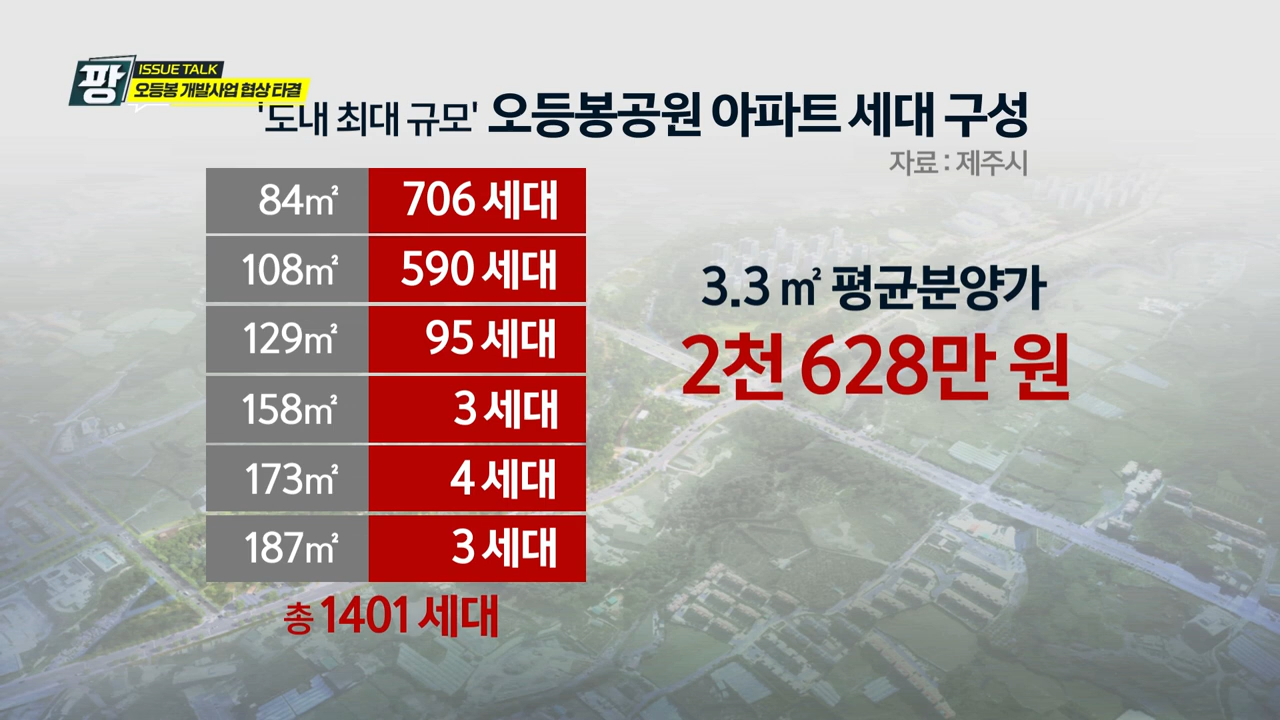 팡 ISSUE TALK
오등봉 개발사업 협상 타결
'도내 최대 규모' 오등봉공원 아파트 세대 구성
자료 : 제주시
84㎡ 706 세대
108㎡ 590 세대
129㎡ 95 세대
158㎡ 3 세대
173㎡ 4 세대
187㎡ 3 세대
총 1401 세대
3.3 ㎡ 평균분양가
2천 628만 원